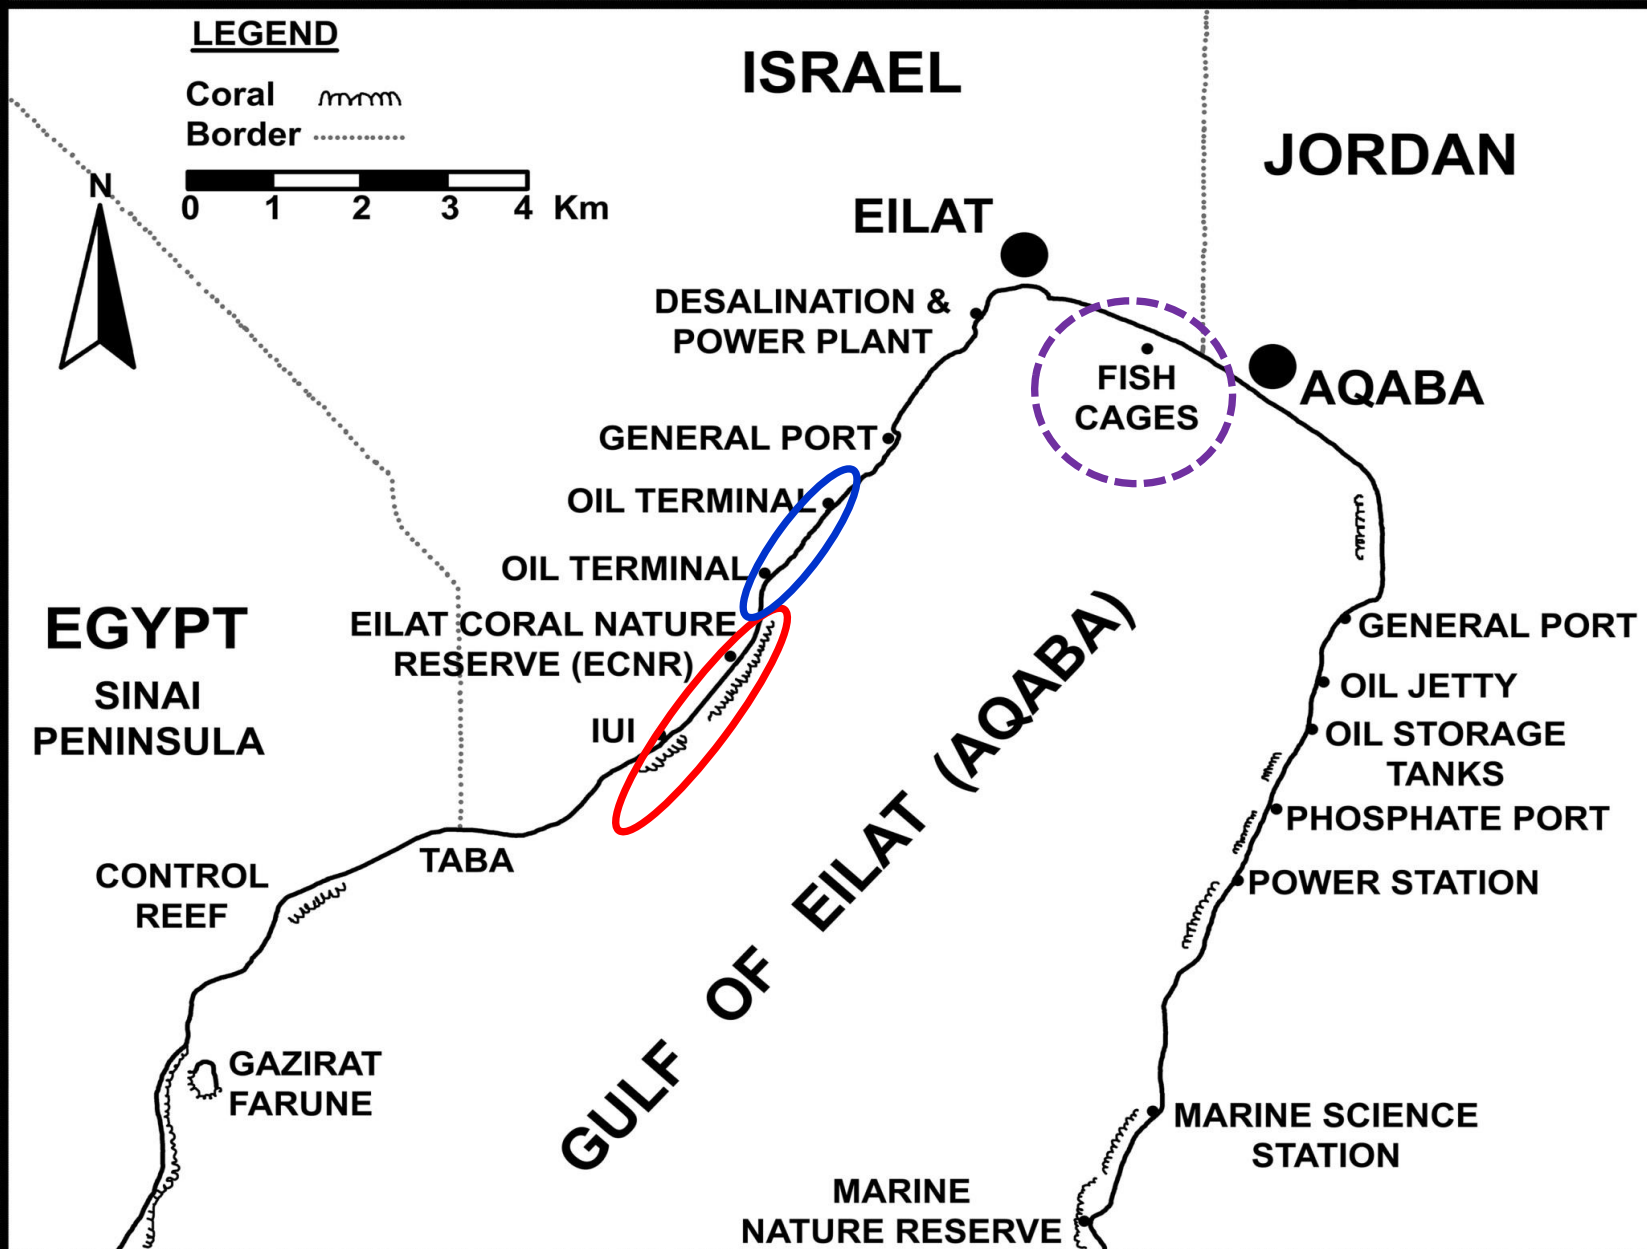 LEGEND
Coral
Border
0 1 2 3 4 Km
N
ISRAEL
JORDAN
EILAT
DESALINATION &
POWER PLANT
FISH
CAGES
AQABA
GENERAL PORT
OIL TERMINAL
OIL TERMINAL
EILAT CORAL NATURE
RESERVE (ECNR)
IUI
EGYPT
SINAI
PENINSULA
TABA
CONTROL
REEF
GAZIRAT
FARUNE
GULF OF EILAT (AQABA)
GENERAL PORT
OIL JETTY
OIL STORAGE
TANKS
PHOSPHATE PORT
POWER STATION
MARINE SCIENCE
STATION
MARINE
NATURE RESERVE